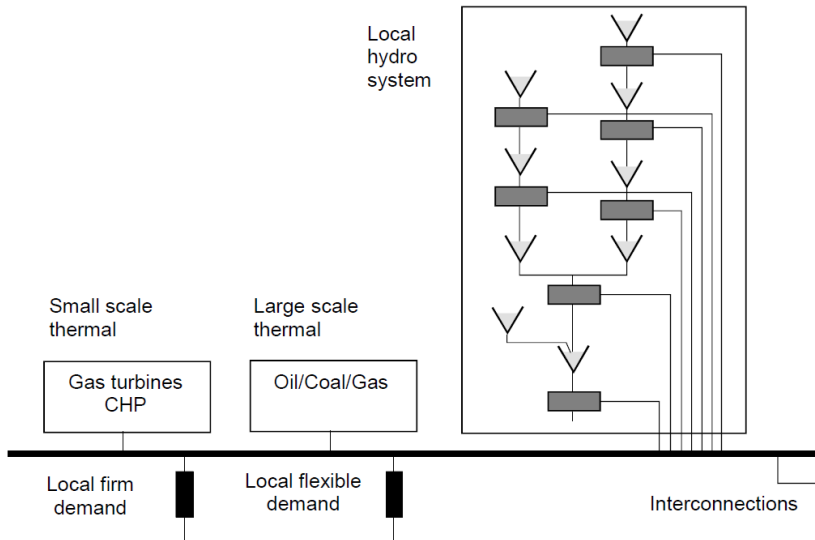 Local
hydro
system
Small scale
thermal
Large scale
thermal
Gas turbines
CHP
Oil/Coal/Gas
Local firm
demand
Local flexible
demand
Interconnections